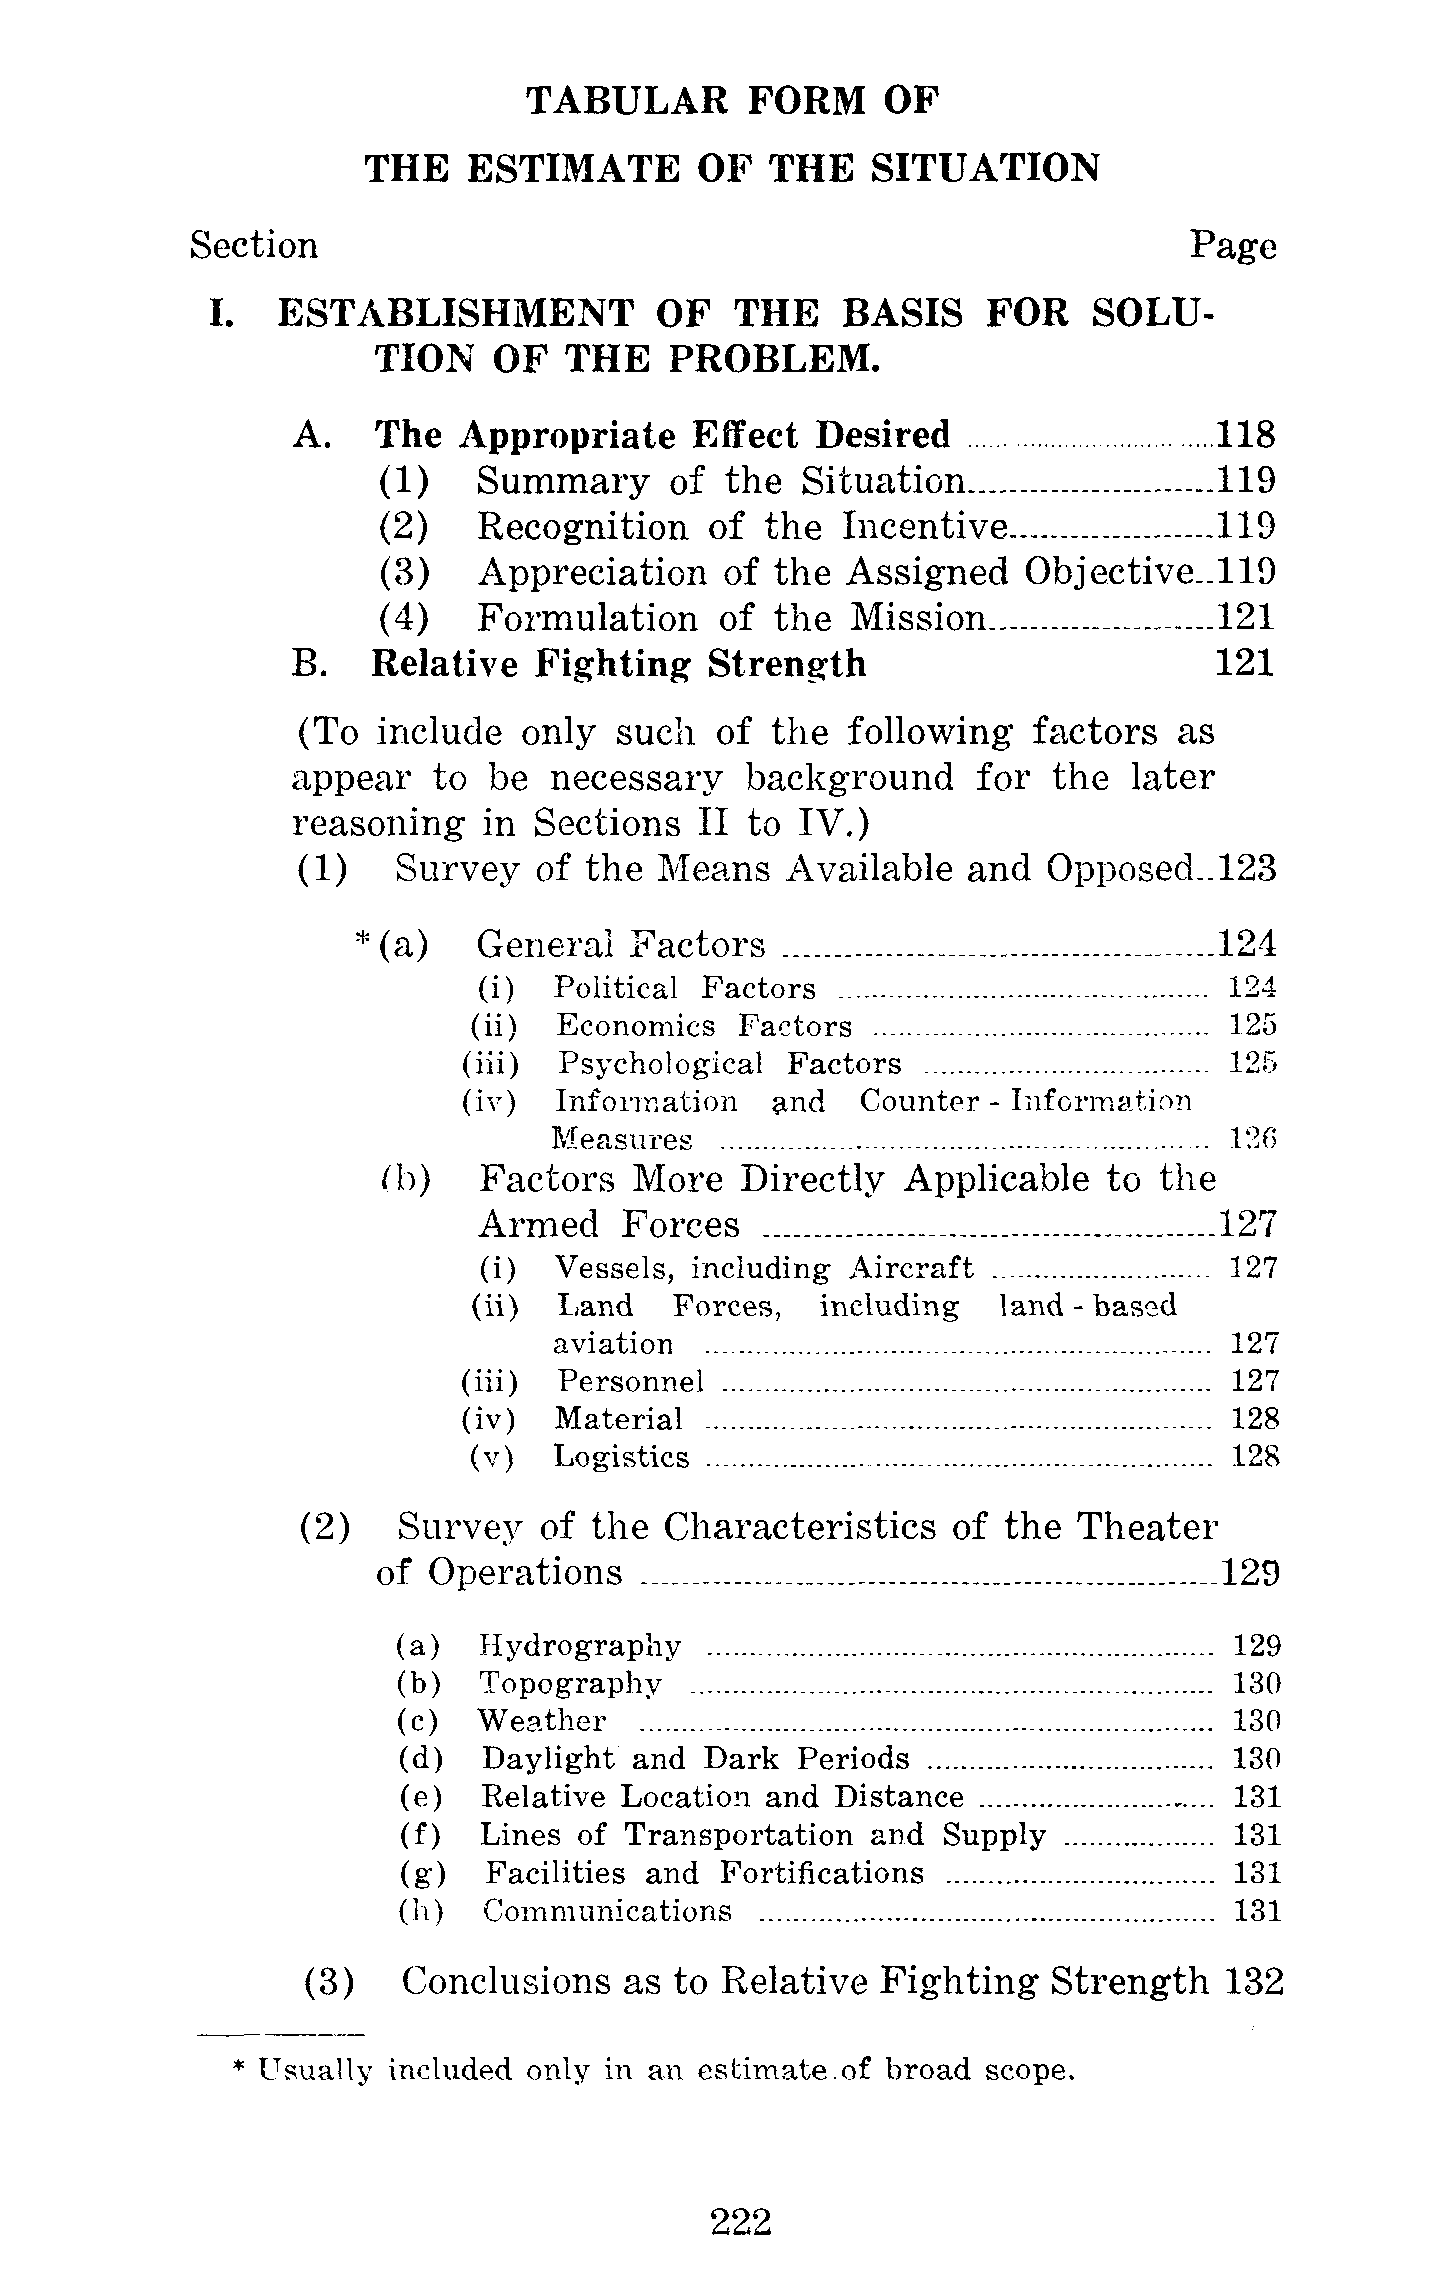 TABULAR FORM OF
THE ESTIMATE OF THE SITUATION
Section Page
I. ESTABLISHMENT OF THE BASIS FOR SOLU-
TION OF THE PROBLEM.
A. The Appropriate Effect Desired ........................118
(1) Summary of the Situation........................119
(2) Recognition of the Incentive....................119
(3) Appreciation of the Assigned Objective..119
(4) Formulation of the Mission......................121
B. Relative Fighting Strength 121
(To include only such of the following factors as
appear to be necessary background for the later
reasoning in Sections II to IV.)
(1) Survey of the Means Available and Opposed..123
*(a) General Factors ..........................................124
(i) Political Factors ............................................ 124
(ii) Economics Factors ........................................ 125
(iii) Psychological Factors .................................. 125
(iv) Information and Counter-Information
Measures .......................................................... 126
(b) Factors More Directly Applicable to the
Armed Forces ............................................127
(i) Vessels, including Aircraft .......................... 127
(ii) Land Forces, including land-based
aviation ............................................................ 127
(iii) Personnel .......................................................... 127
(iv) Material ............................................................ 128
(v) Logistics ............................................................ 128
(2) Survey of the Characteristics of the Theater
of Operations ........................................................129
(a) Hydrography ............................................................ 129
(b) Topography .............................................................. 130
(c) Weather .................................................................... 130
(d) Daylight and Dark Periods .................................. 130
(e) Relative Location and Distance ............................ 131
(f) Lines of Transportation and Supply .................. 131
(g) Facilities and Fortifications ................................ 131
(h) Communications ...................................................... 131
(3) Conclusions as to Relative Fighting Strength 132
* Usually included only in an estimate of broad scope.
222